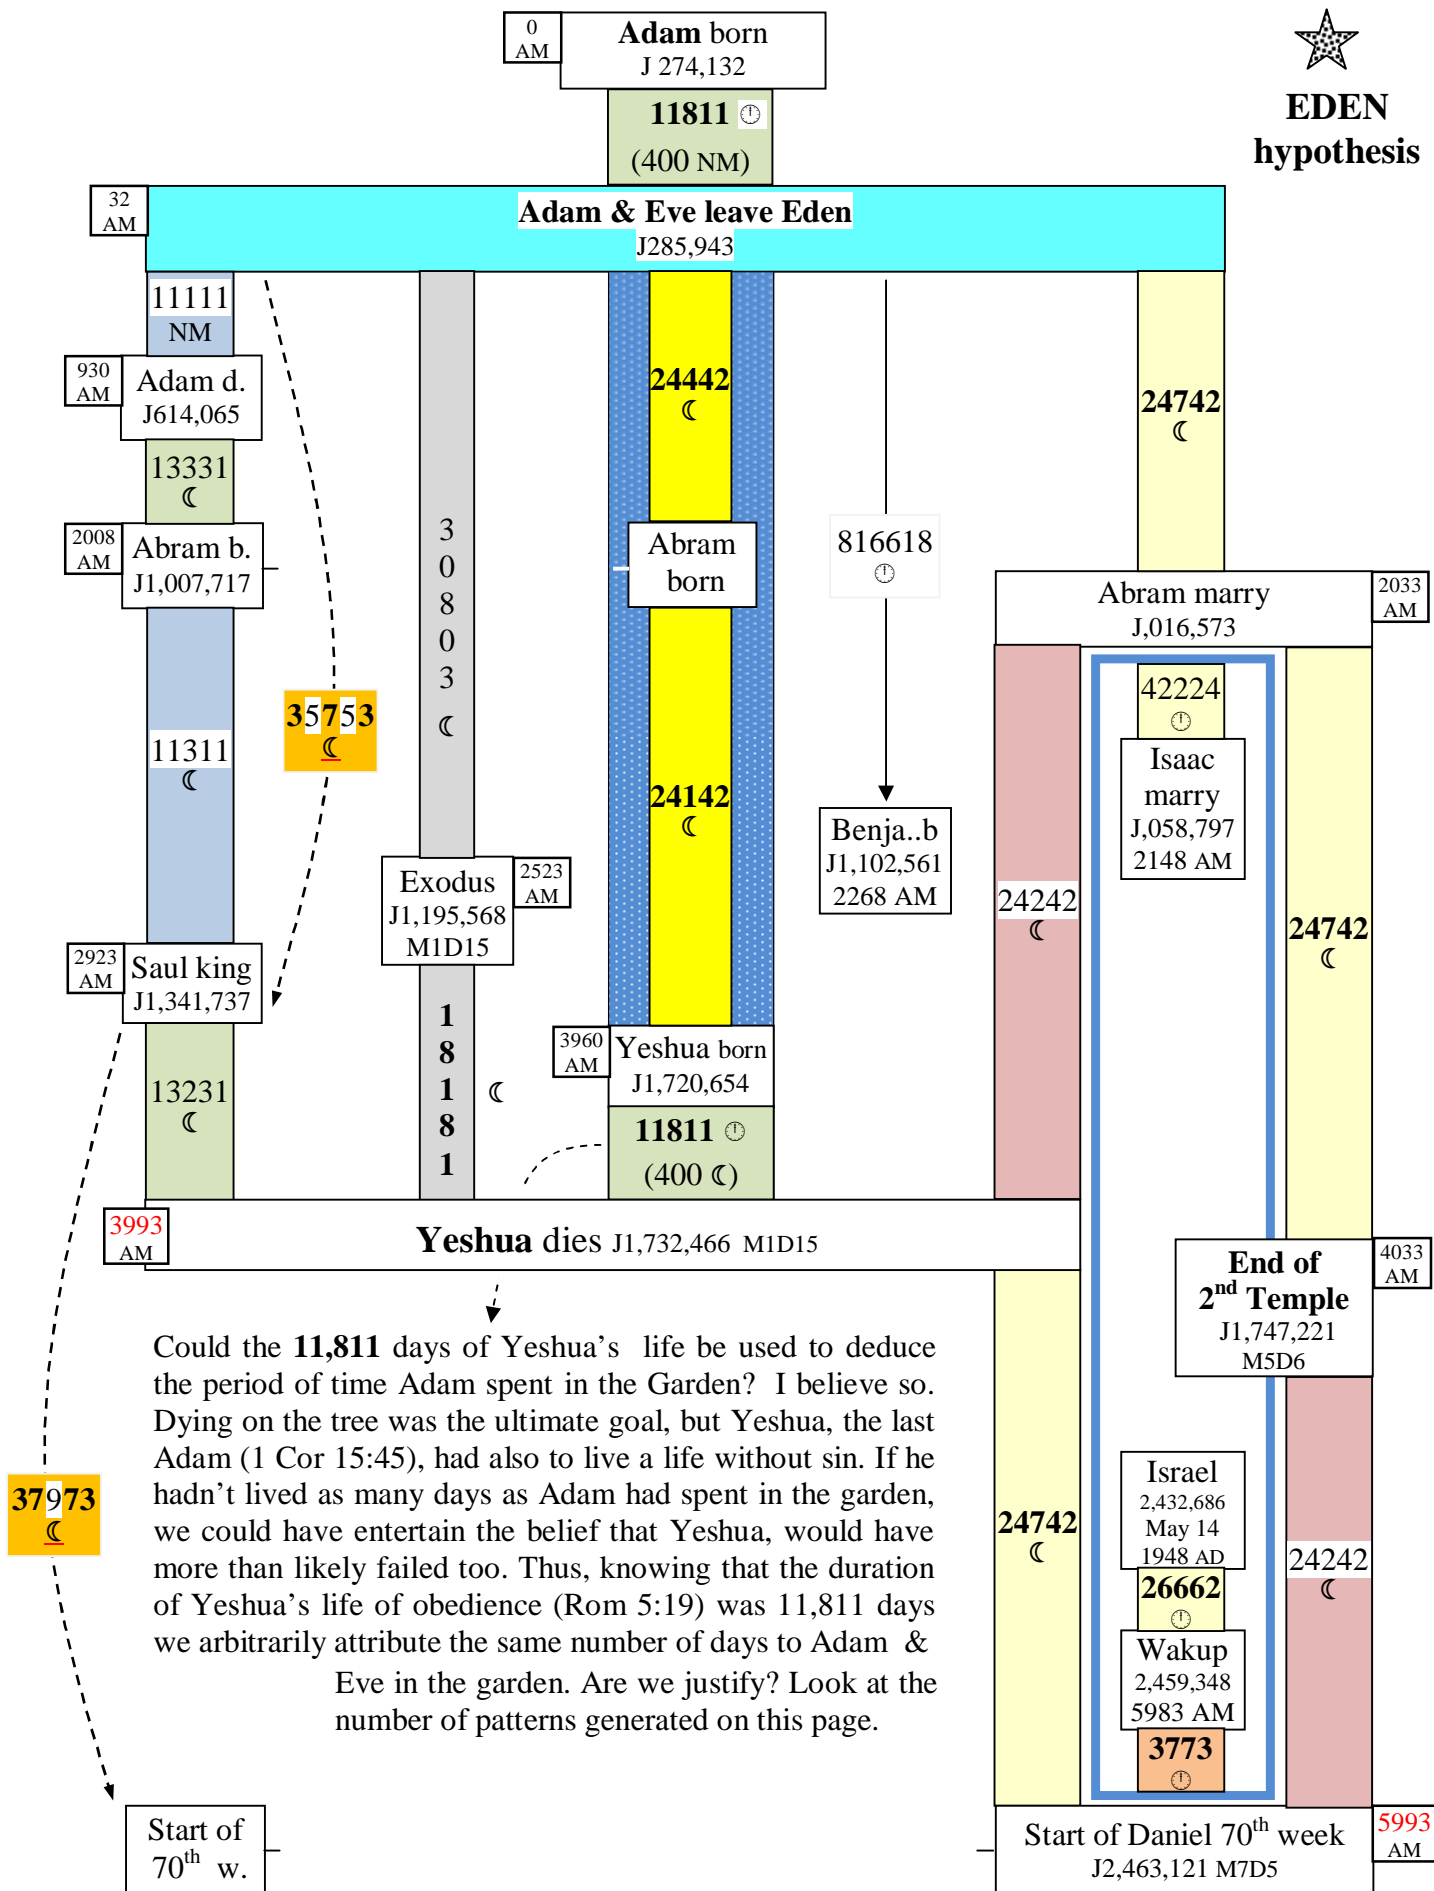 0
AM
Adam born
J 274,132
EDEN
hypothesis
11811 🕛
(400 NM)
32
AM
Adam & Eve leave Eden
J285,943
11111
NM
930
AM
Adam d.
J614,065
13331
☾
2008
AM
Abram b.
J1,007,717
11311
☾
2923
AM
Saul king
J1,341,737
13231
☾
35753
☾
37973
☾
3
0
8
0
3
☾
Exodus
J1,195,568
M1D15
2523
AM
1
8
1
8
1
☾
24442
☾
Abram
born
24142
☾
3960
AM
Yeshua born
J1,720,654
11811 🕛
(400 ☾)
816618
🕛
Benja..b
J1,102,561
2268 AM
24742
☾
Abram marry
J,016,573
2033
AM
24242
☾
42224
🕛
Isaac
marry
J,058,797
2148 AM
24742
☾
3993
AM
Yeshua dies J1,732,466 M1D15
End of
2nd Temple
J1,747,221
M5D6
4033
AM
Could the 11,811 days of Yeshua's life be used to deduce
the period of time Adam spent in the Garden? I believe so.
Dying on the tree was the ultimate goal, but Yeshua, the last
Adam (1 Cor 15:45), had also to live a life without sin. If he
hadn't lived as many days as Adam had spent in the garden,
we could have entertain the belief that Yeshua, would have
more than likely failed too. Thus, knowing that the duration
of Yeshua's life of obedience (Rom 5:19) was 11,811 days
we arbitrarily attribute the same number of days to Adam &
Eve in the garden. Are we justify? Look at the
number of patterns generated on this page.
24742
☾
Israel
2,432,686
May 14
1948 AD
26662
🕛
Wakup
2,459,348
5983 AM
3773
🕛
24242
☾
Start of
70th w.
Start of Daniel 70th week
J2,463,121 M7D5
5993
AM